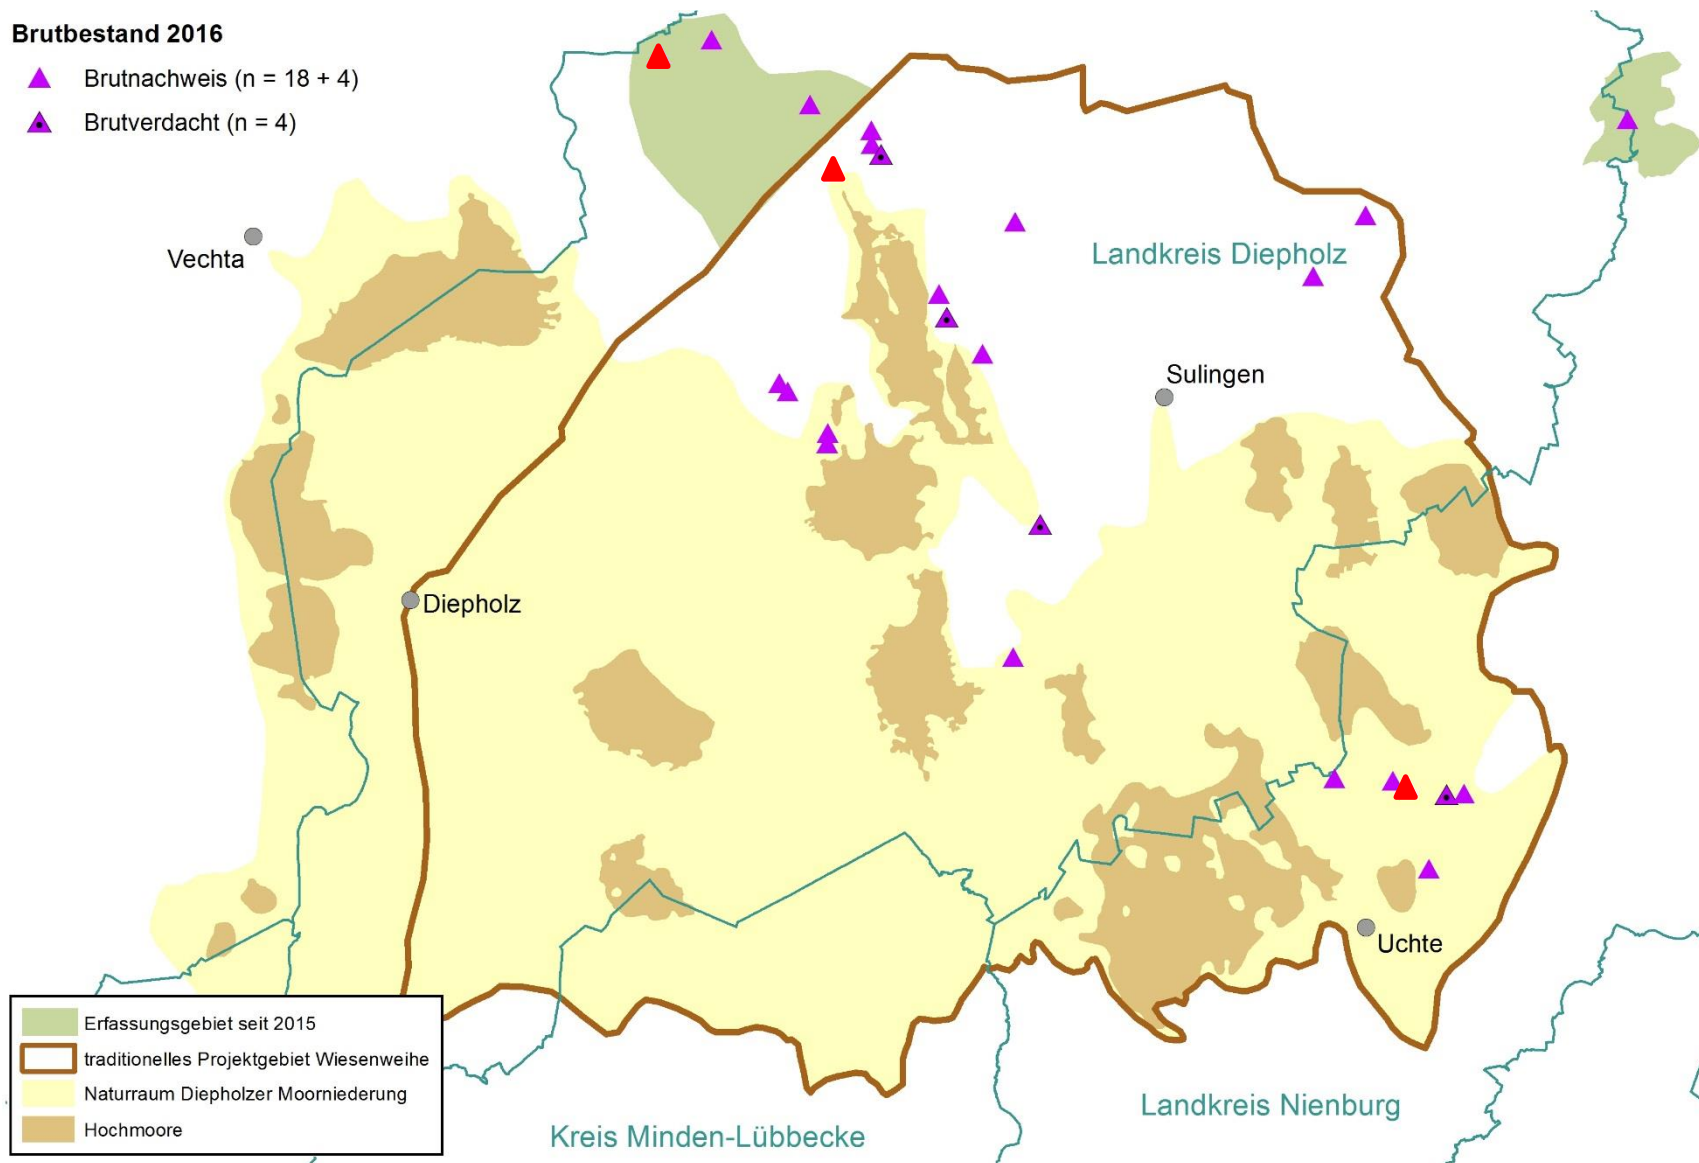 Brutbestand 2016
Brutnachweis (n = 18 + 4)
Brutverdacht (n = 4)
Vechta
Landkreis Diepholz
Sulingen
Diepholz
Uchte
Erfassungsgebiet seit 2015
traditionelles Projektgebiet Wiesenweihe
Naturraum Diepholzer Moorniederung
Hochmoore
Landkreis Nienburg
Kreis Minden-Lübbecke